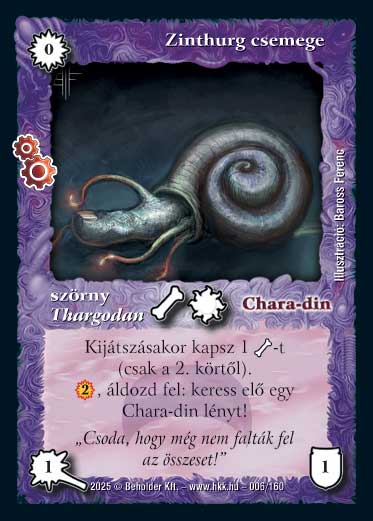 0
Zinthurg csemege
Illusztráció: Baross Ferenc
szörny
Thargodan
Chara-din
Kijátszásakor kapsz 1 -t
(csak a 2. körtől).
2, áldozd fel: keress elő egy
Chara-din lényt!
„Csoda, hogy még nem falták fel
az összeset!”
1
1
2025 © Beholder Kft. – www.hkk.hu – 006/160